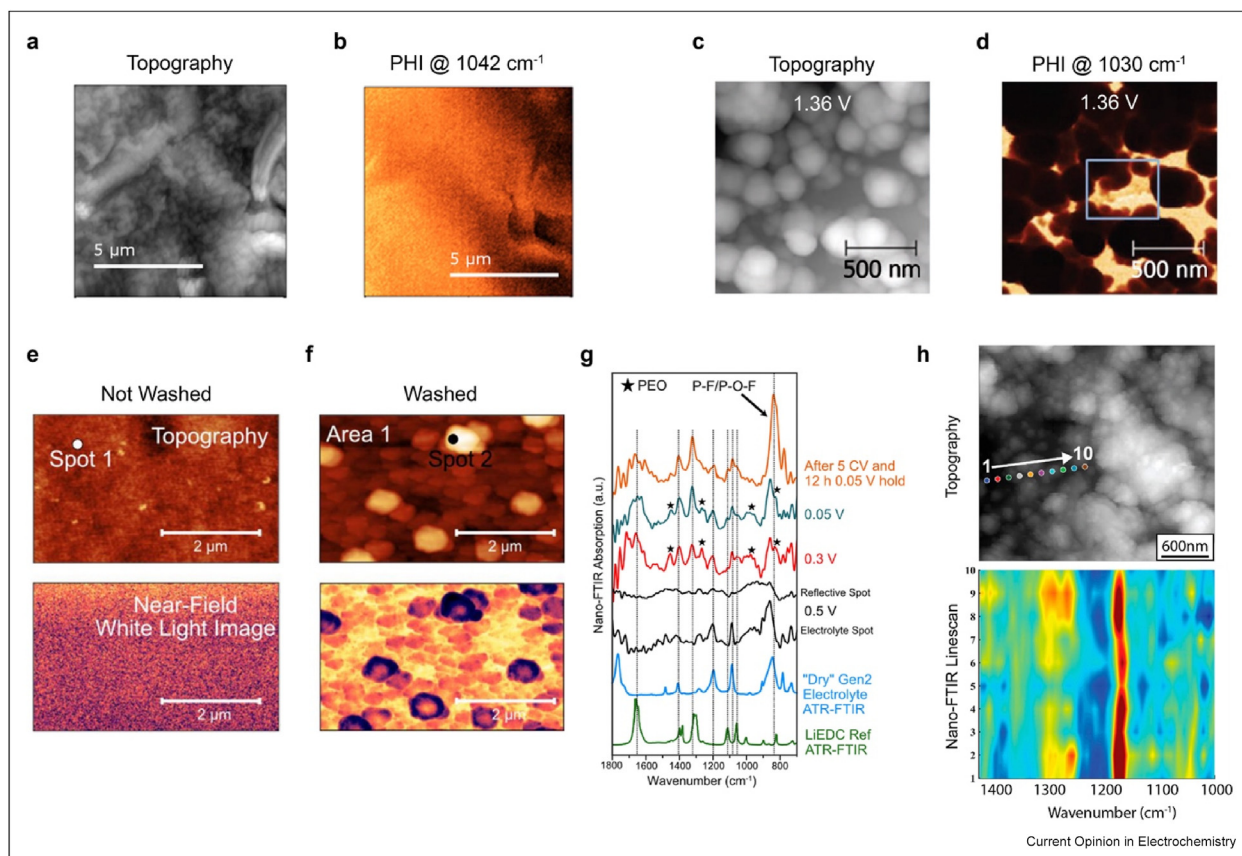 a
Topography
5 µm
b
PHI @ 1042 cm⁻¹
5 µm
c
Topography
1.36 V
500 nm
d
PHI @ 1030 cm⁻¹
1.36 V
500 nm
e
Not Washed
Topography
Spot 1
2 µm
Near-Field
White Light Image
2 µm
f
Washed
Area 1
Spot 2
2 µm
2 µm
g
★ PEO
P-F/P-O-F
After 5 CV and
12 h 0.05 V hold
0.05 V
0.3 V
Reflective Spot
0.5 V
Electrolyte Spot
"Dry" Gen2
Electrolyte
ATR-FTIR
LiEDC Ref
ATR-FTIR
Nano-FTIR Absorption (a.u.)
1800 1600 1400 1200 1000 800
Wavenumber (cm⁻¹)
h
Topography
1
10
600nm
Nano-FTIR Linescan
10
9
8
7
6
5
4
3
2
1
1400 1300 1200 1100 1000
Wavenumber (cm⁻¹)
Current Opinion in Electrochemistry